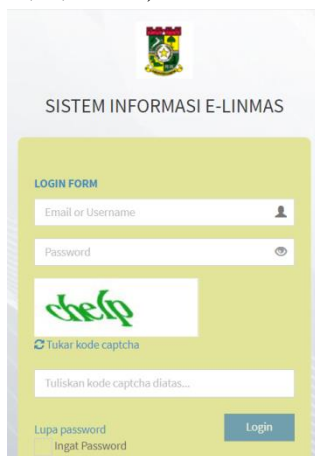 SISTEM INFORMASI E-LINMAS
LOGIN FORM
Email or Username
Password
chelp
Tukar kode captcha
Tuliskan kode captcha diatas...
Lupa password
Login
Ingat Password